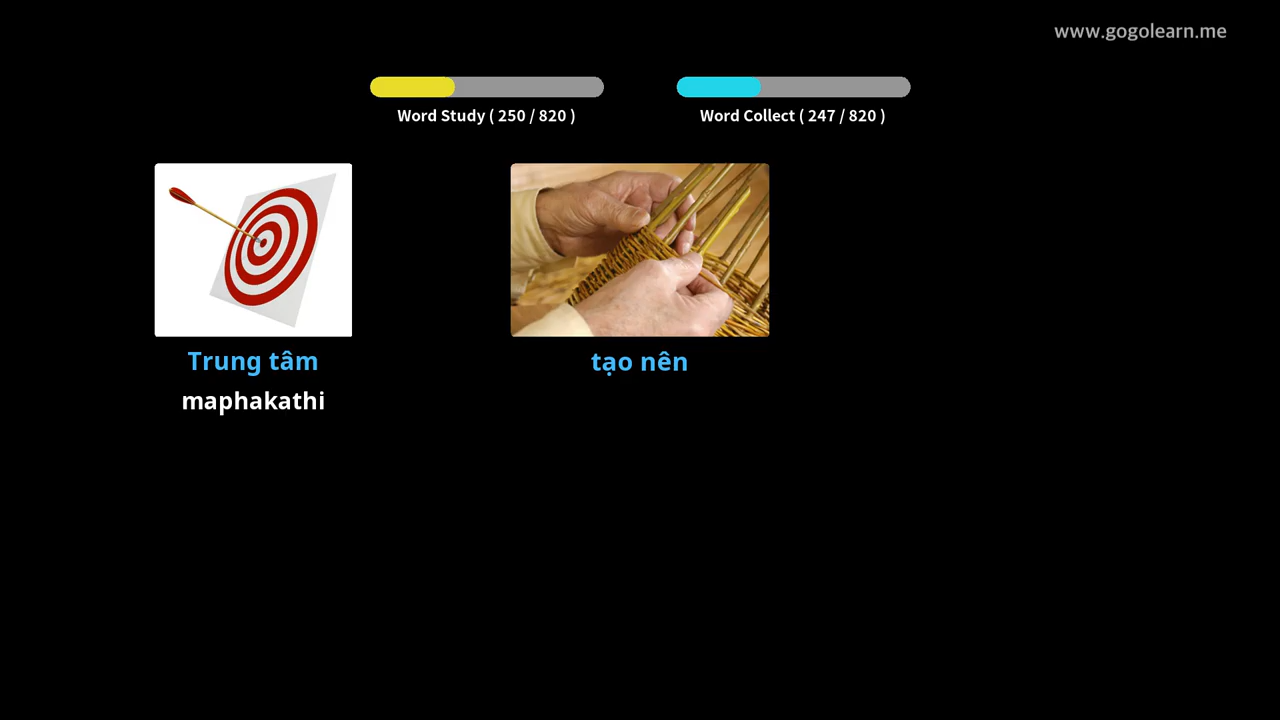 www.gogolearn.me
Word Study ( 250 / 820 )
Word Collect ( 247 / 820 )
Trung tâm
maphakathi
tạo nên